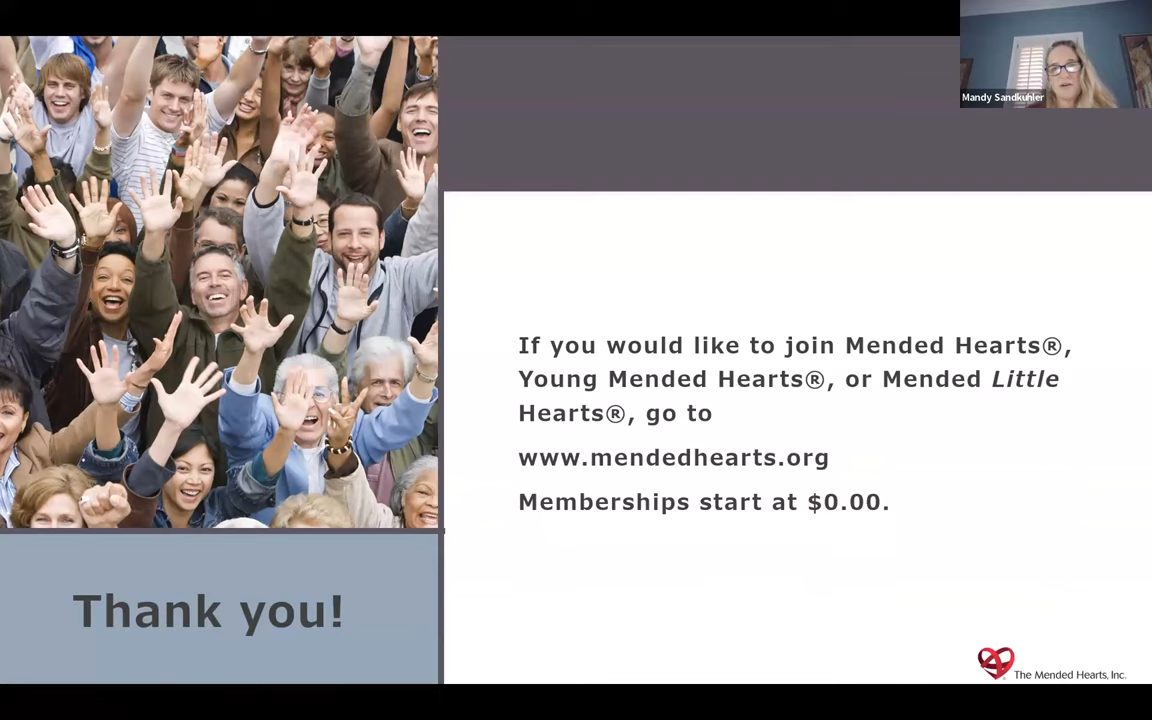 Mandy Sandkuhler
If you would like to join Mended Hearts®,
Young Mended Hearts®, or Mended Little
Hearts®, go to
www.mendedhearts.org
Memberships start at $0.00.
Thank you!
The Mended Hearts, Inc.